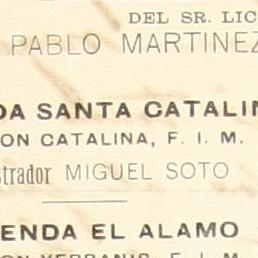 DEL SR. LIC
PABLO MARTINEZ
DA SANTA CATALIN
ON CATALINA, F. I. M.
strador MIGUEL SOTO
ENDA EL ALAMO